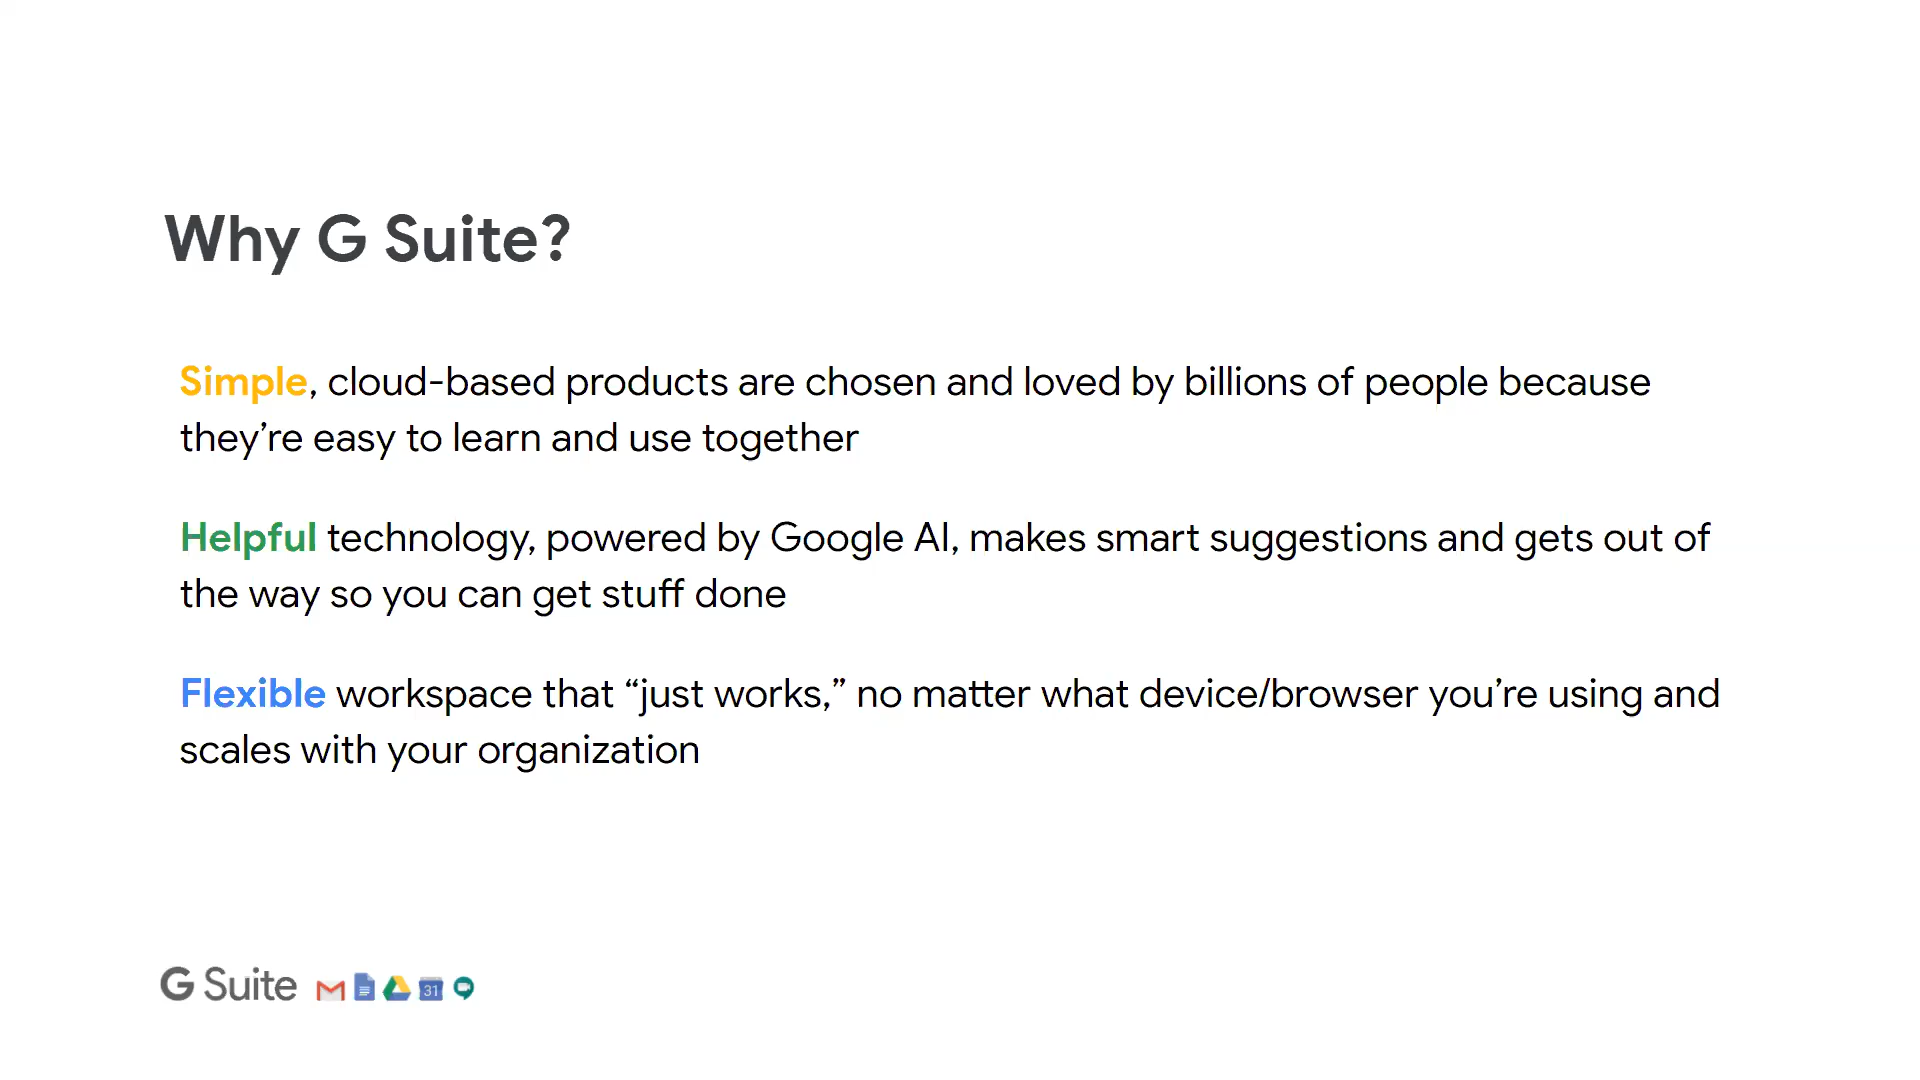 Why G Suite?
Simple, cloud-based products are chosen and loved by billions of people because
they’re easy to learn and use together
Helpful technology, powered by Google AI, makes smart suggestions and gets out of
the way so you can get stuff done
Flexible workspace that “just works,” no matter what device/browser you’re using and
scales with your organization
G Suite 31